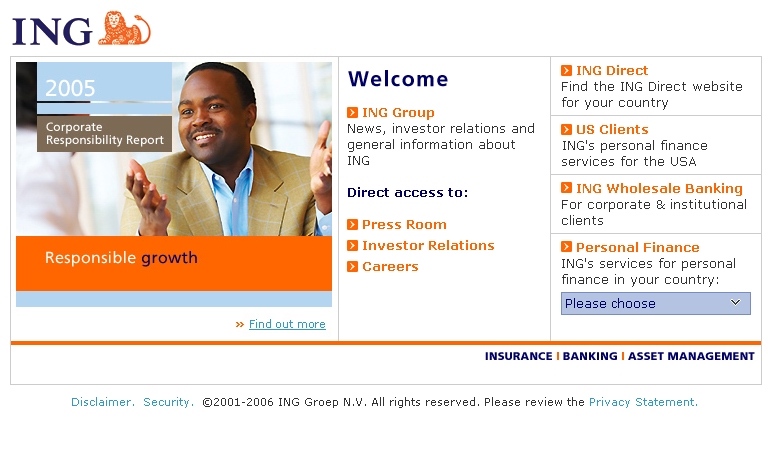 ING
2005
Corporate
Responsibility Report
Responsible growth
Find out more
Welcome
ING Group
News, investor relations and
general information about
ING
Direct access to:
Press Room
Investor Relations
Careers
ING Direct
Find the ING Direct website
for your country
US Clients
ING's personal finance
services for the USA
ING Wholesale Banking
For corporate & institutional
clients
Personal Finance
ING's services for personal
finance in your country:
Please choose
INSURANCE | BANKING | ASSET MANAGEMENT
Disclaimer. Security. ©2001-2006 ING Groep N.V. All rights reserved. Please review the Privacy Statement.